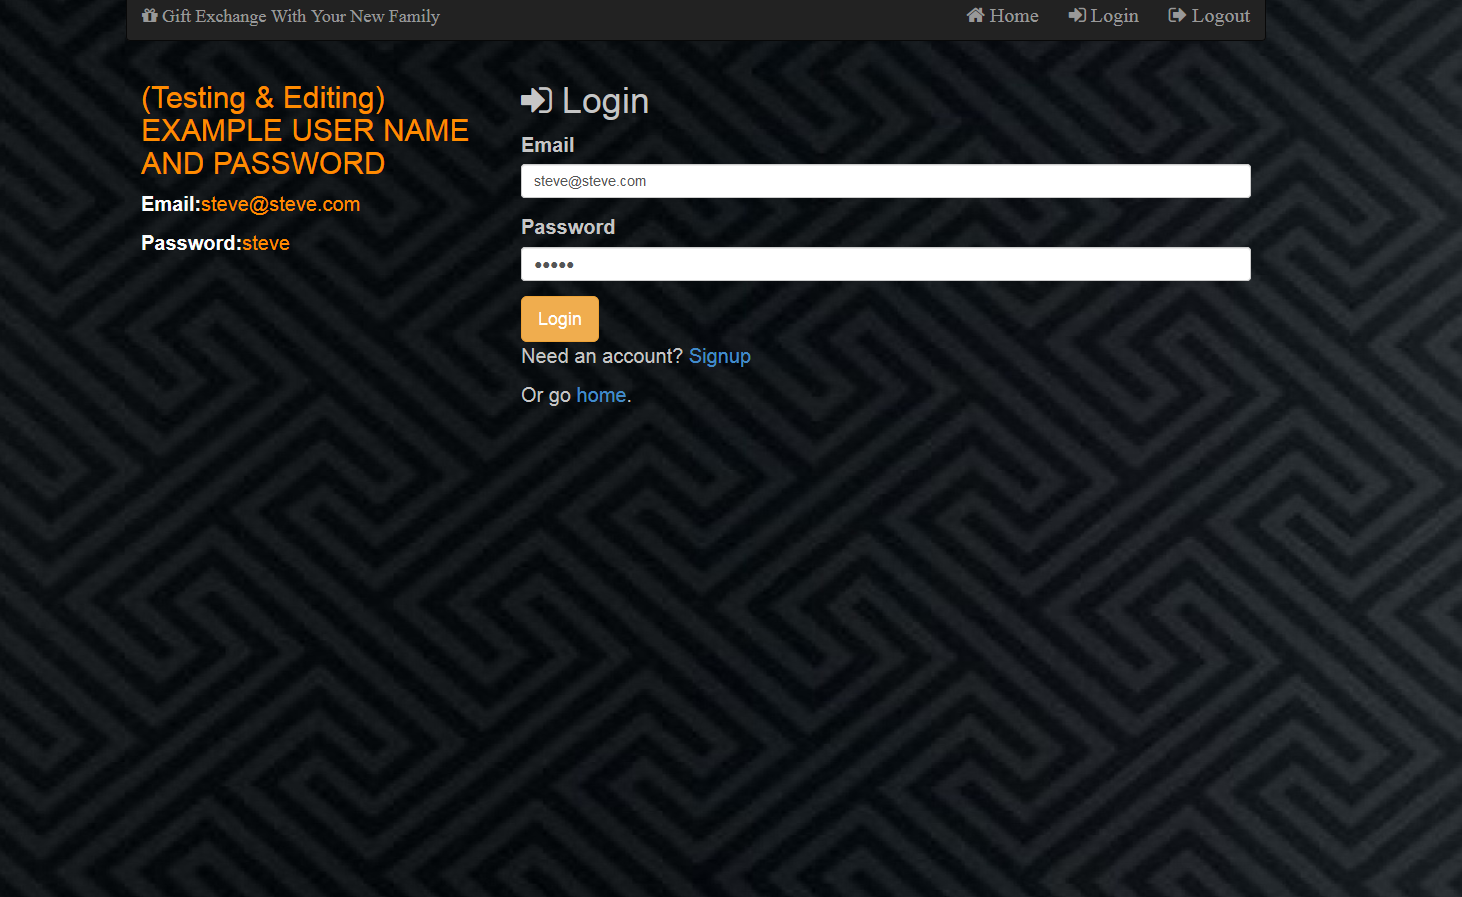 Gift Exchange With Your New Family
Home
Login
Logout
(Testing & Editing)
EXAMPLE USER NAME
AND PASSWORD
Email:steve@steve.com
Password:steve
Login
Email
steve@steve.com
Password
•••••
Login
Need an account? Signup
Or go home.